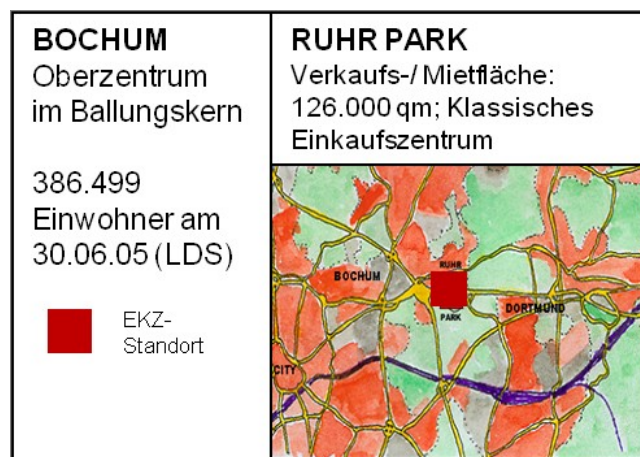 BOCHUM
Oberzentrum
im Ballungskern
386.499
Einwohner am
30.06.05 (LDS)
EKZ-
Standort
RUHR PARK
Verkaufs-/ Mietfläche:
126.000 qm; Klassisches
Einkaufszentrum
RUHR
BOCHUM
PARK
DORTMUND
CITY